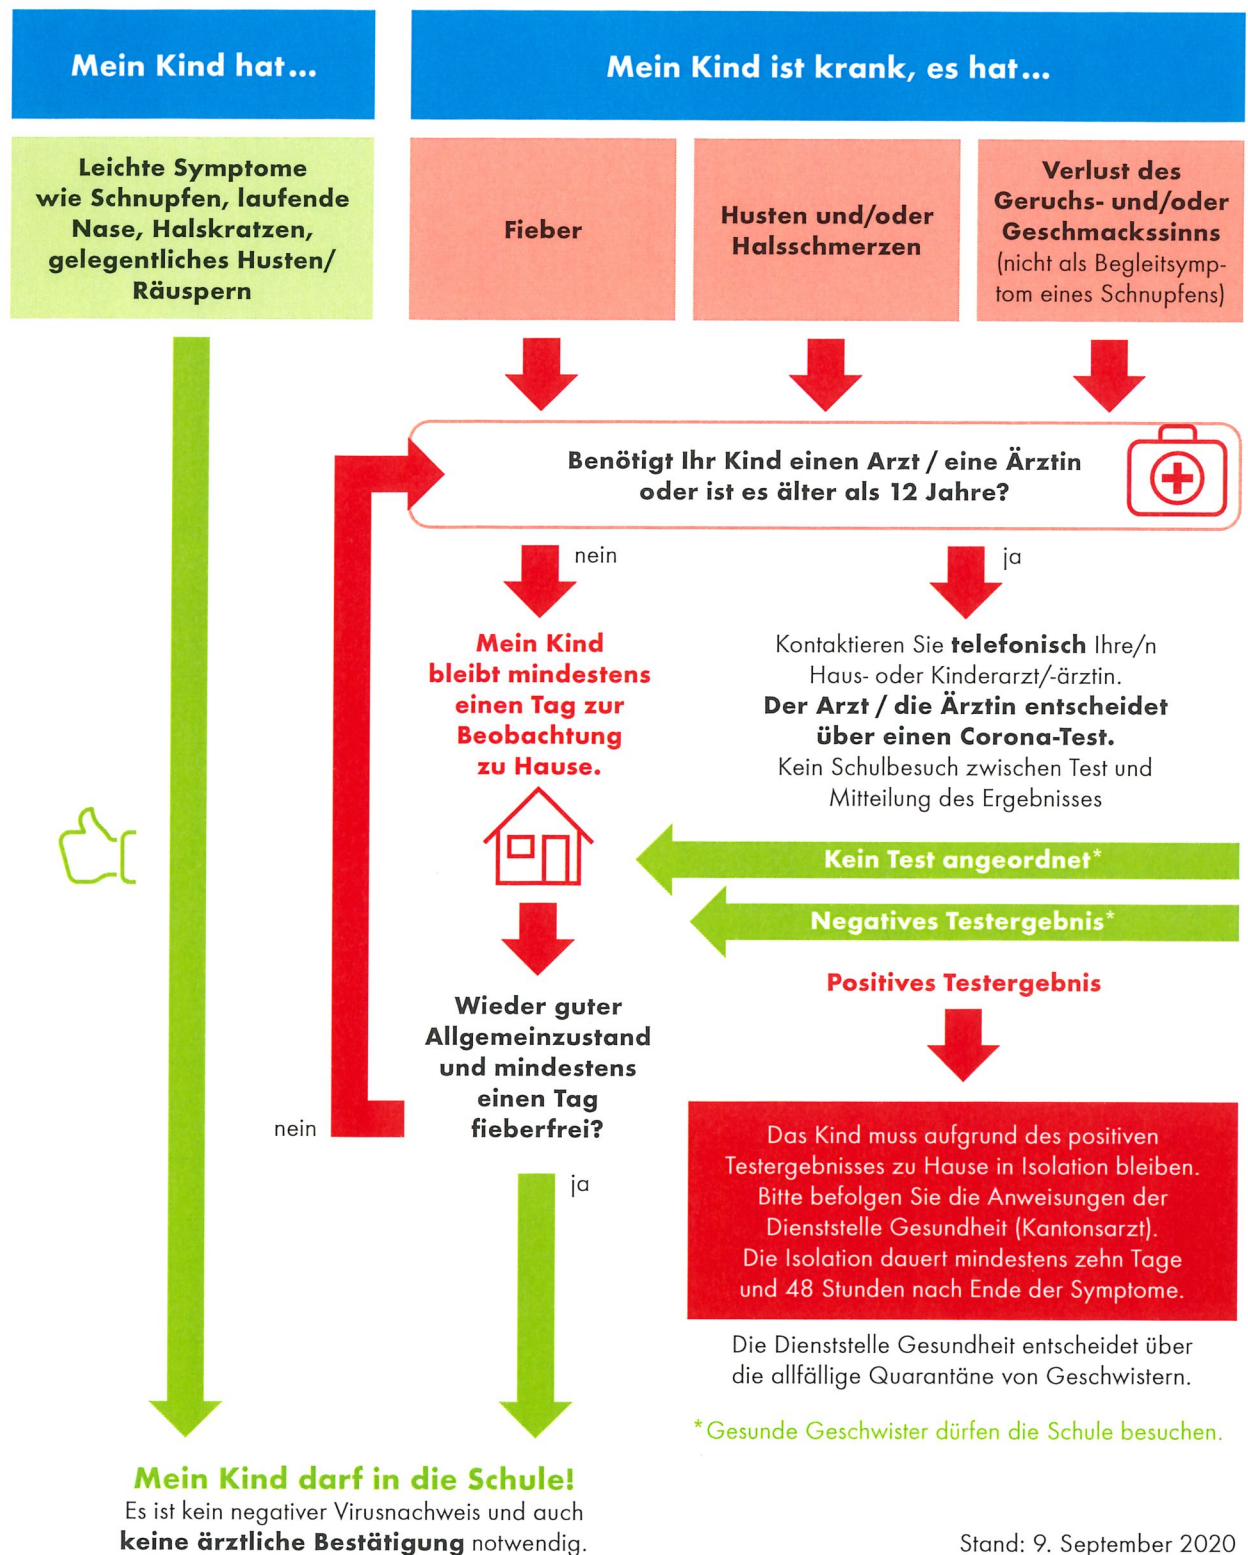 Mein Kind hat...
Mein Kind ist krank, es hat...
Leichte Symptome
wie Schnupfen, laufende
Nase, Halskratzen,
gelegentliches Husten/
Räuspern
Fieber
Husten und/oder
Halsschmerzen
Verlust des
Geruchs- und/oder
Geschmackssinns
(nicht als Begleitsymp-
tom eines Schnupfens)
Benötigt Ihr Kind einen Arzt / eine Ärztin
oder ist es älter als 12 Jahre?
nein
ja
Mein Kind
bleibt mindestens
einen Tag zur
Beobachtung
zu Hause.
Kontaktieren Sie telefonisch Ihre/n
Haus- oder Kinderarzt/-ärztin.
Der Arzt / die Ärztin entscheidet
über einen Corona-Test.
Kein Schulbesuch zwischen Test und
Mitteilung des Ergebnisses
Kein Test angeordnet*
Negatives Testergebnis*
Positives Testergebnis
Wieder guter
Allgemeinzustand
und mindestens
einen Tag
fieberfrei?
nein
ja
Das Kind muss aufgrund des positiven
Testergebnisses zu Hause in Isolation bleiben.
Bitte befolgen Sie die Anweisungen der
Dienststelle Gesundheit (Kantonsarzt).
Die Isolation dauert mindestens zehn Tage
und 48 Stunden nach Ende der Symptome.
Die Dienststelle Gesundheit entscheidet über
die allfällige Quarantäne von Geschwistern.
*Gesunde Geschwister dürfen die Schule besuchen.
Mein Kind darf in die Schule!
Es ist kein negativer Virusnachweis und auch
keine ärztliche Bestätigung notwendig.
Stand: 9. September 2020